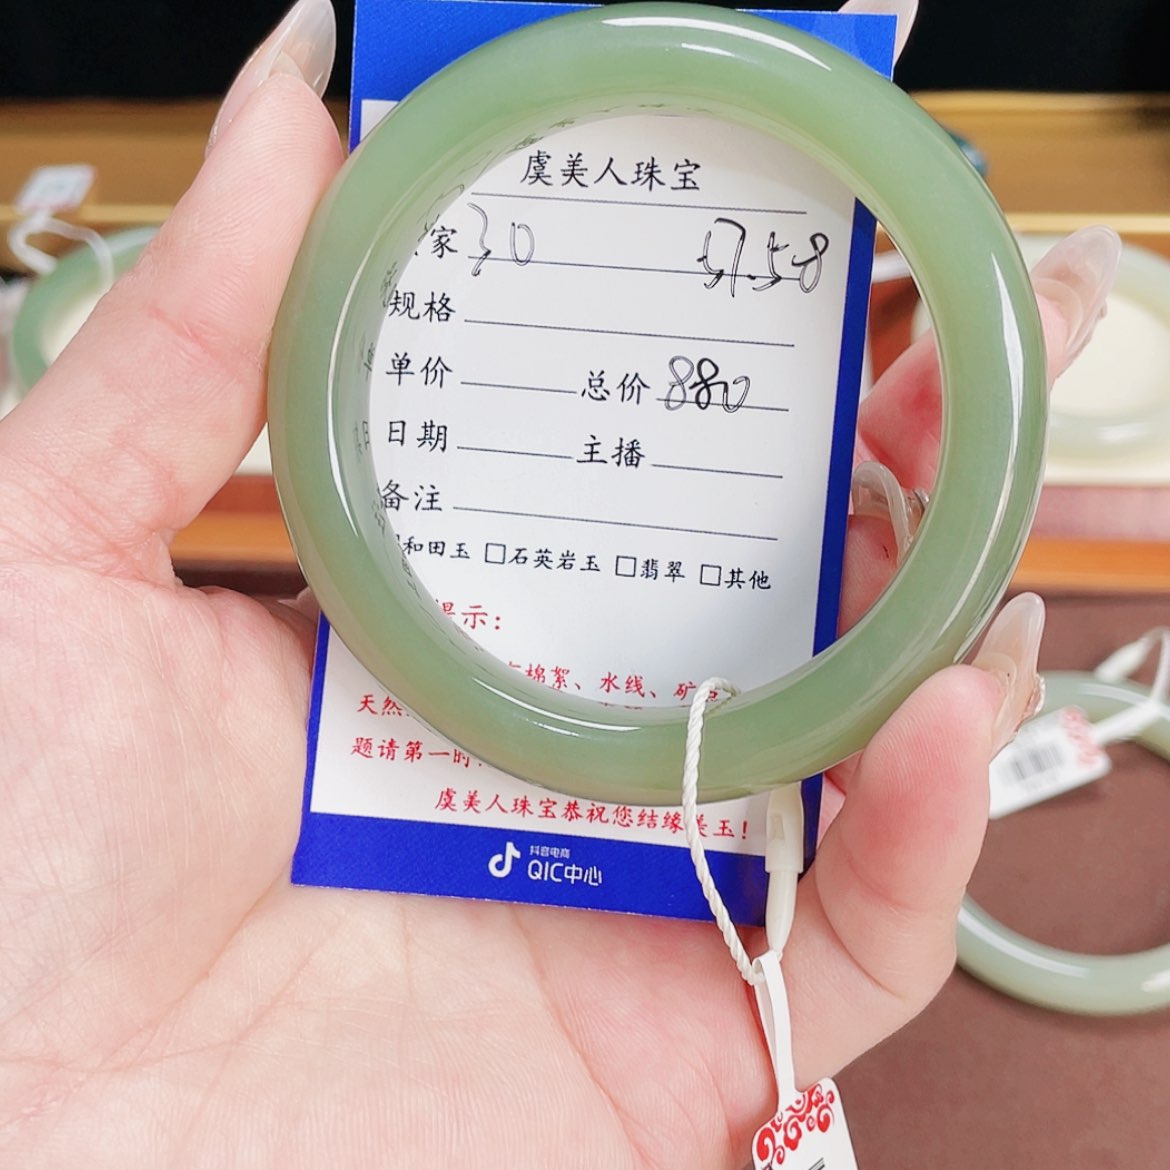 虞美人珠宝
家 30 57.58
规格
单价 总价 880
日期 主播
备注
和田玉 □石英岩玉 □翡翠 □其他
提示:
棉絮、水线、矿点
天然
题请第一时
虞美人珠宝恭祝您结缘美玉!
抖音电商
QIC中心